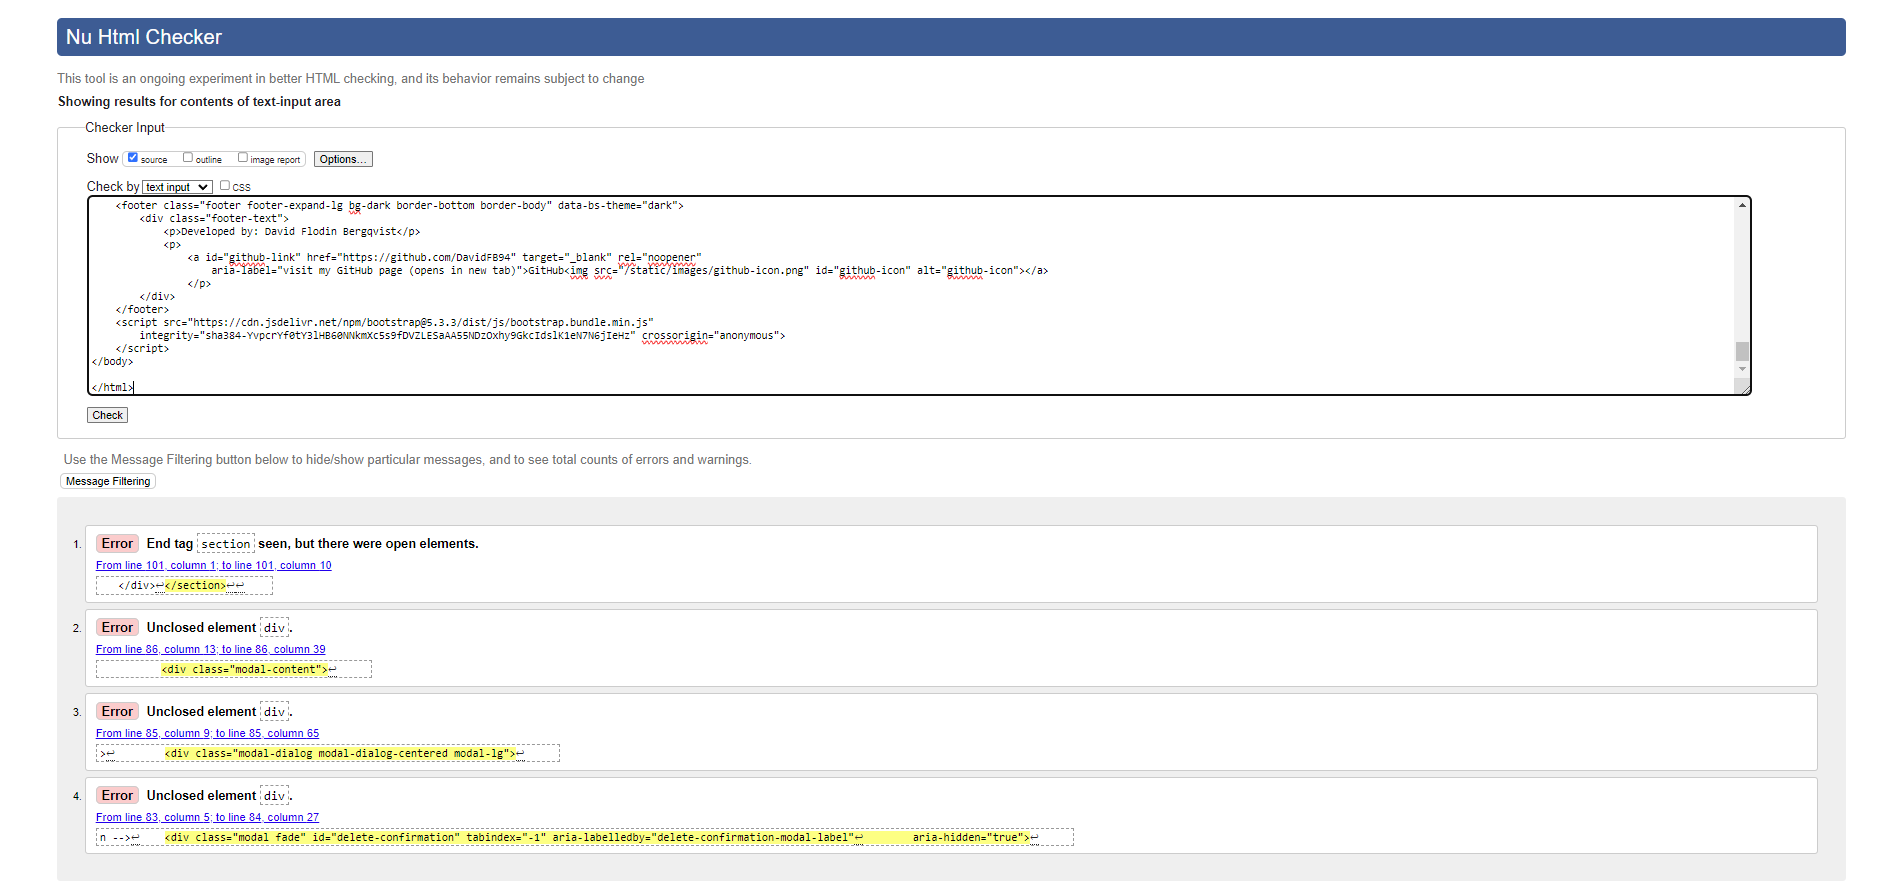 Nu Html Checker
This tool is an ongoing experiment in better HTML checking, and its behavior remains subject to change
Showing results for contents of text-input area
Checker Input
Show source outline image report Options...
Check by text input css
<footer class="footer footer-expand-lg bg-dark border-bottom border-body" data-bs-theme="dark">
<div class="footer-text">
<p>Developed by: David Flodin Bergqvist</p>
<p>
<a id="github-link" href="https://github.com/DavidFB94" target="_blank" rel="noopener"
aria-label="visit my GitHub page (opens in new tab)">GitHub<img src="/static/images/github-icon.png" id="github-icon" alt="github-icon"></a>
</p>
</div>
</footer>
<script src="https://cdn.jsdelivr.net/npm/bootstrap@5.3.3/dist/js/bootstrap.bundle.min.js"
integrity="sha384-YvpcrYf0tY3lHB60NNkmXc5s9fDVZLESaAA55NDzOxhy9GkcIdslK1eN7N6jIeHz" crossorigin="anonymous">
</script>
</body>
</html>
Check
Use the Message Filtering button below to hide/show particular messages, and to see total counts of errors and warnings.
Message Filtering
1. Error End tag section seen, but there were open elements.
From line 101, column 1; to line 101, column 10
</div>↩</section>↩↩
2. Error Unclosed element div.
From line 86, column 13; to line 86, column 39
<div class="modal-content">↩
3. Error Unclosed element div.
From line 85, column 9; to line 85, column 65
>↩ <div class="modal-dialog modal-dialog-centered modal-lg">↩
4. Error Unclosed element div.
From line 83, column 5; to line 84, column 27
n -->↩ <div class="modal fade" id="delete-confirmation" tabindex="-1" aria-labelledby="delete-confirmation-modal-label"↩ aria-hidden="true">↩